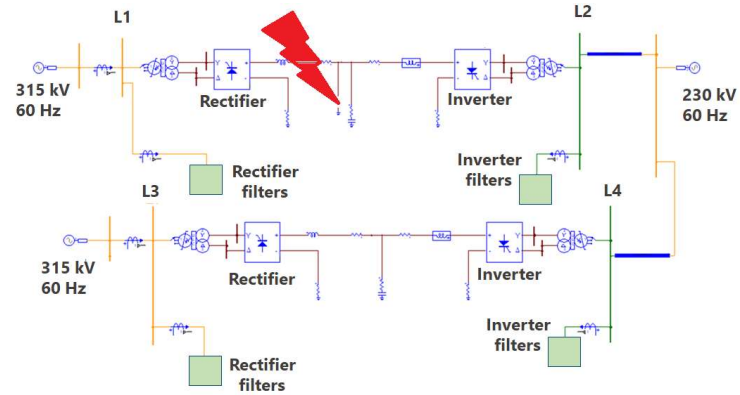 L1
L2
315 kV
60 Hz
Rectifier
Inverter
230 kV
60 Hz
Rectifier
filters
Inverter
filters
L3
L4
315 kV
60 Hz
Rectifier
Inverter
Rectifier
filters
Inverter
filters